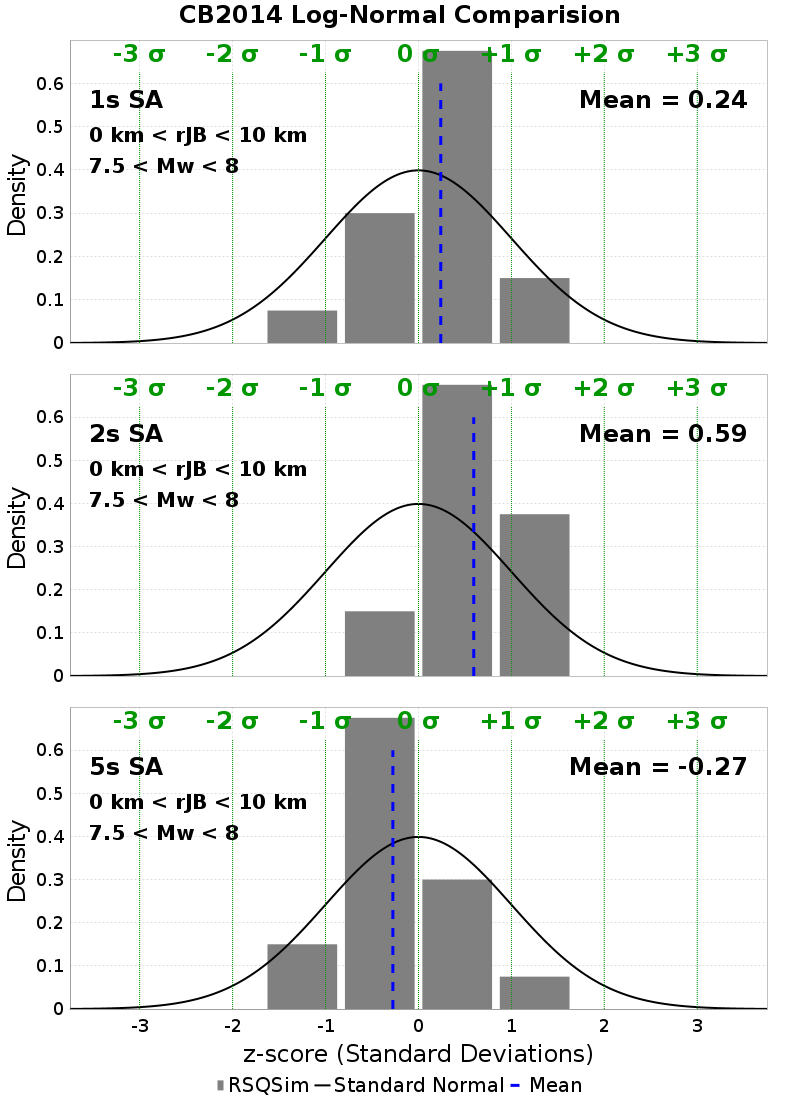 CB2014 Log-Normal Comparision
-3 σ -2 σ -1 σ 0 σ +1 σ +2 σ +3 σ
1s SA Mean = 0.24
0 km < rJB < 10 km
7.5 < Mw < 8
Density
0.6
0.5
0.4
0.3
0.2
0.1
0
-3 σ -2 σ -1 σ 0 σ +1 σ +2 σ +3 σ
2s SA Mean = 0.59
0 km < rJB < 10 km
7.5 < Mw < 8
Density
0.6
0.5
0.4
0.3
0.2
0.1
0
-3 σ -2 σ -1 σ 0 σ +1 σ +2 σ +3 σ
5s SA Mean = -0.27
0 km < rJB < 10 km
7.5 < Mw < 8
Density
0.6
0.5
0.4
0.3
0.2
0.1
0
-3 -2 -1 0 1 2 3
z-score (Standard Deviations)
RSQSim Standard Normal Mean